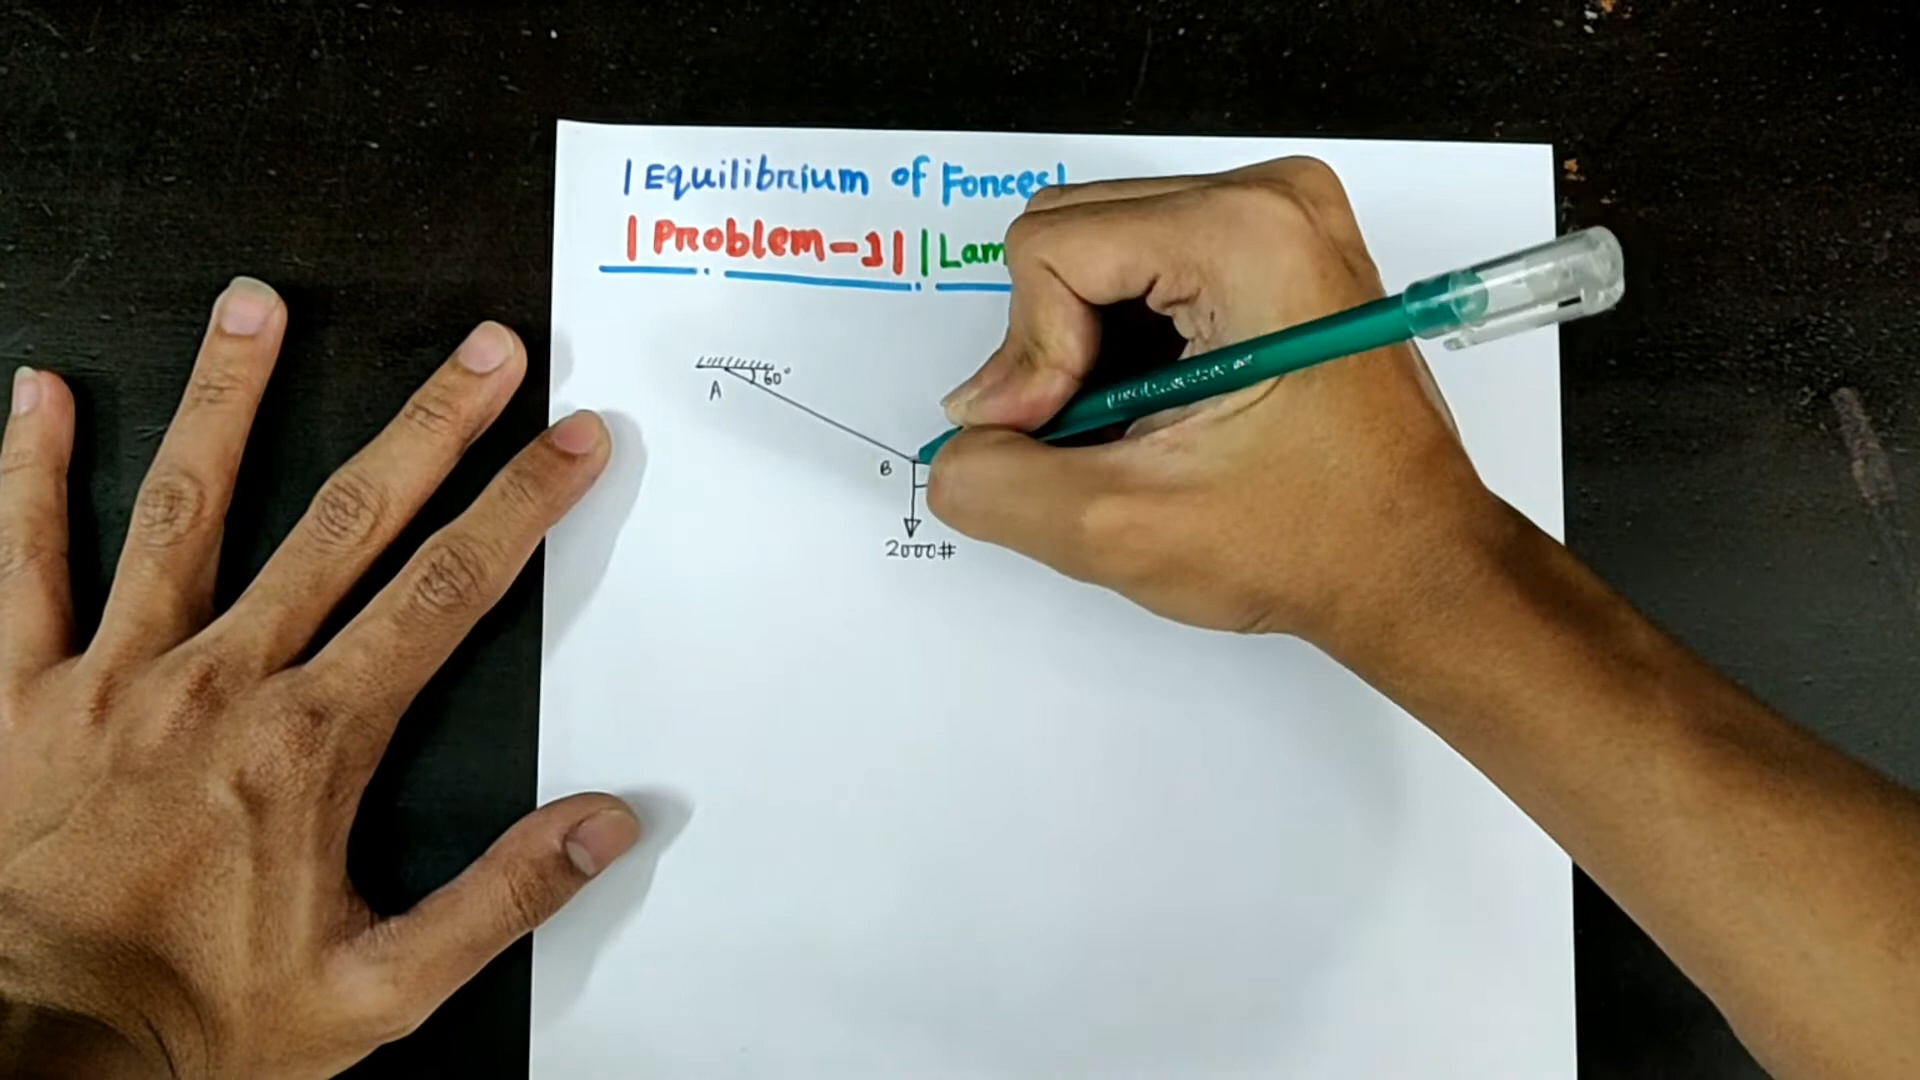 | Equilibrium of Forces |
| Problem-1 | | Lam
60°
A
B
2000#